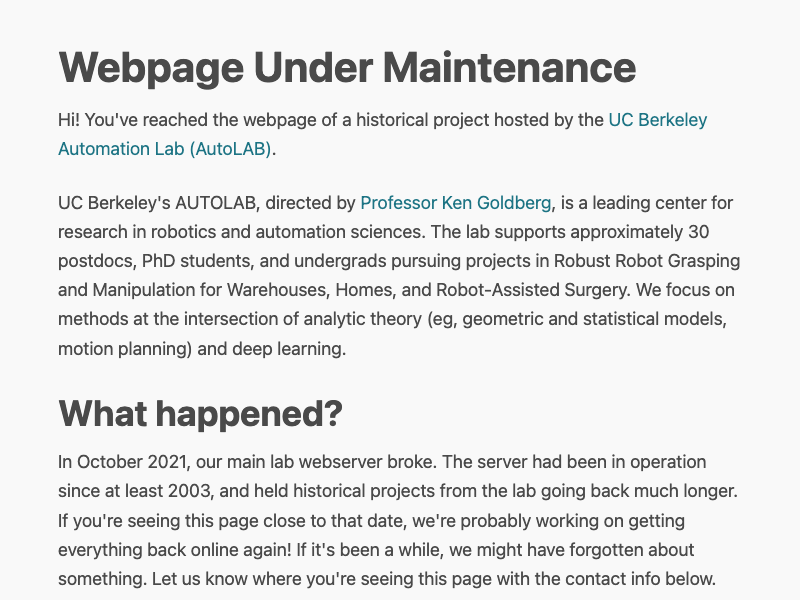 Webpage Under Maintenance
Hi! You've reached the webpage of a historical project hosted by the UC Berkeley
Automation Lab (AutoLAB).
UC Berkeley's AUTOLAB, directed by Professor Ken Goldberg, is a leading center for
research in robotics and automation sciences. The lab supports approximately 30
postdocs, PhD students, and undergrads pursuing projects in Robust Robot Grasping
and Manipulation for Warehouses, Homes, and Robot-Assisted Surgery. We focus on
methods at the intersection of analytic theory (eg, geometric and statistical models,
motion planning) and deep learning.
What happened?
In October 2021, our main lab webserver broke. The server had been in operation
since at least 2003, and held historical projects from the lab going back much longer.
If you're seeing this page close to that date, we're probably working on getting
everything back online again! If it's been a while, we might have forgotten about
something. Let us know where you're seeing this page with the contact info below.